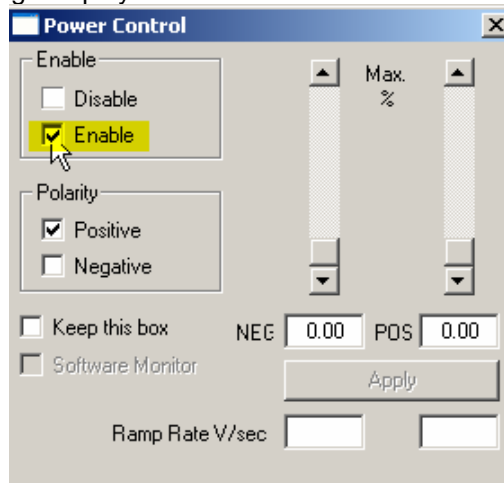 Power Control
Enable
Disable
Enable
Max.
%
Polarity
Positive
Negative
Keep this box
NEG 0.00 POS 0.00
Software Monitor
Apply
Ramp Rate V/sec